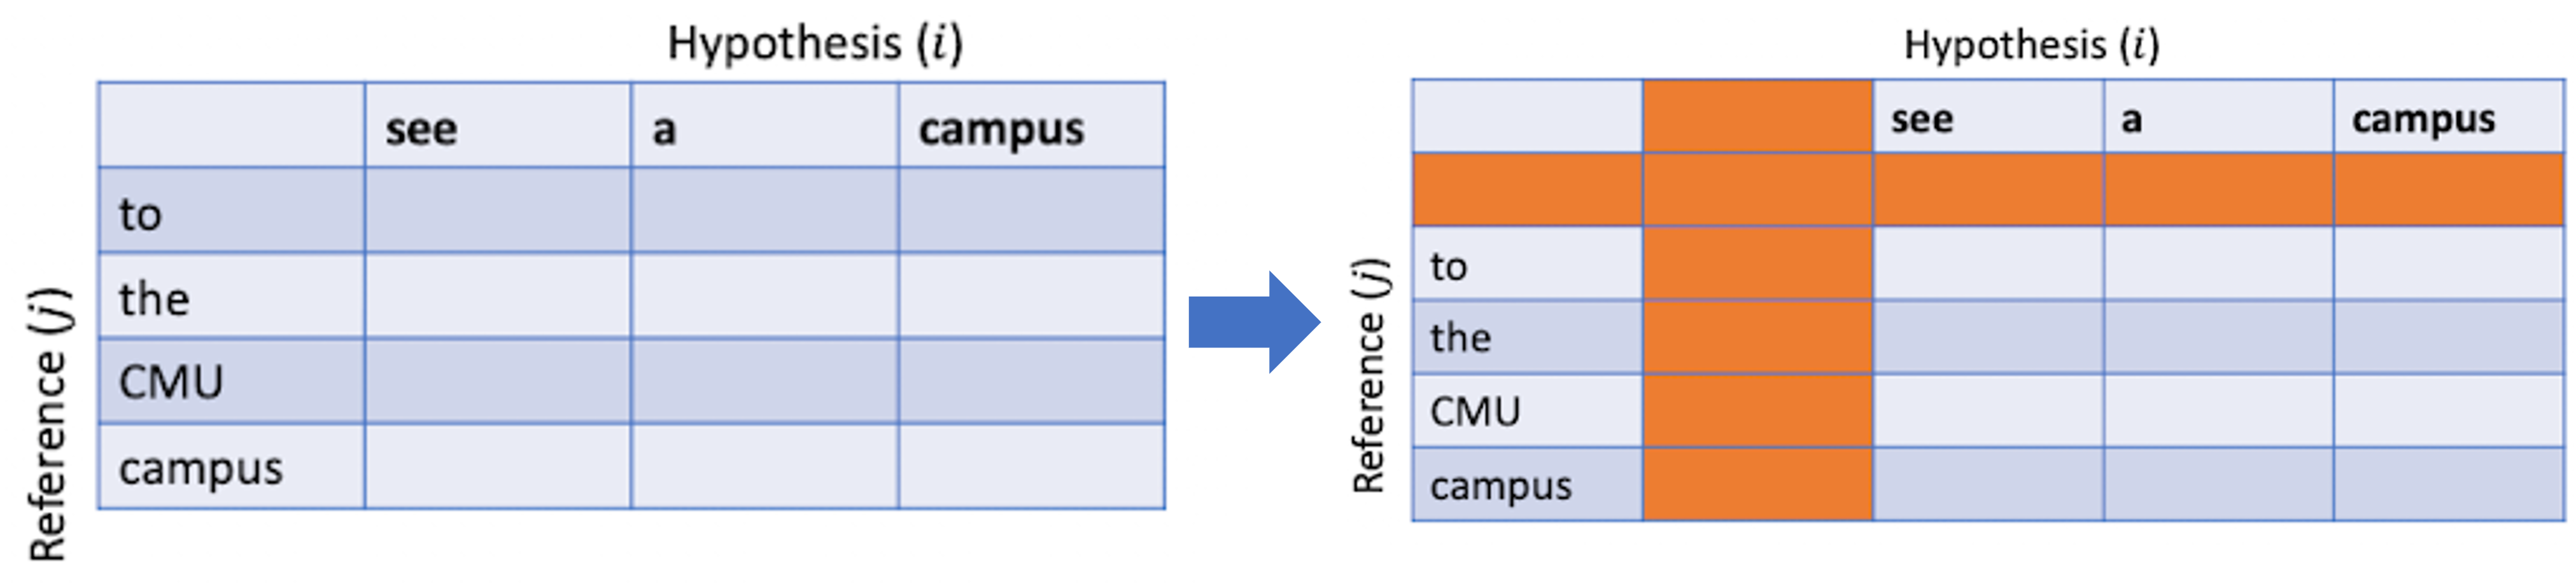 Hypothesis (i)
see a campus
to
the
CMU
campus
Reference (j)
Hypothesis (i)
see a campus
to
the
CMU
campus
Reference (j)